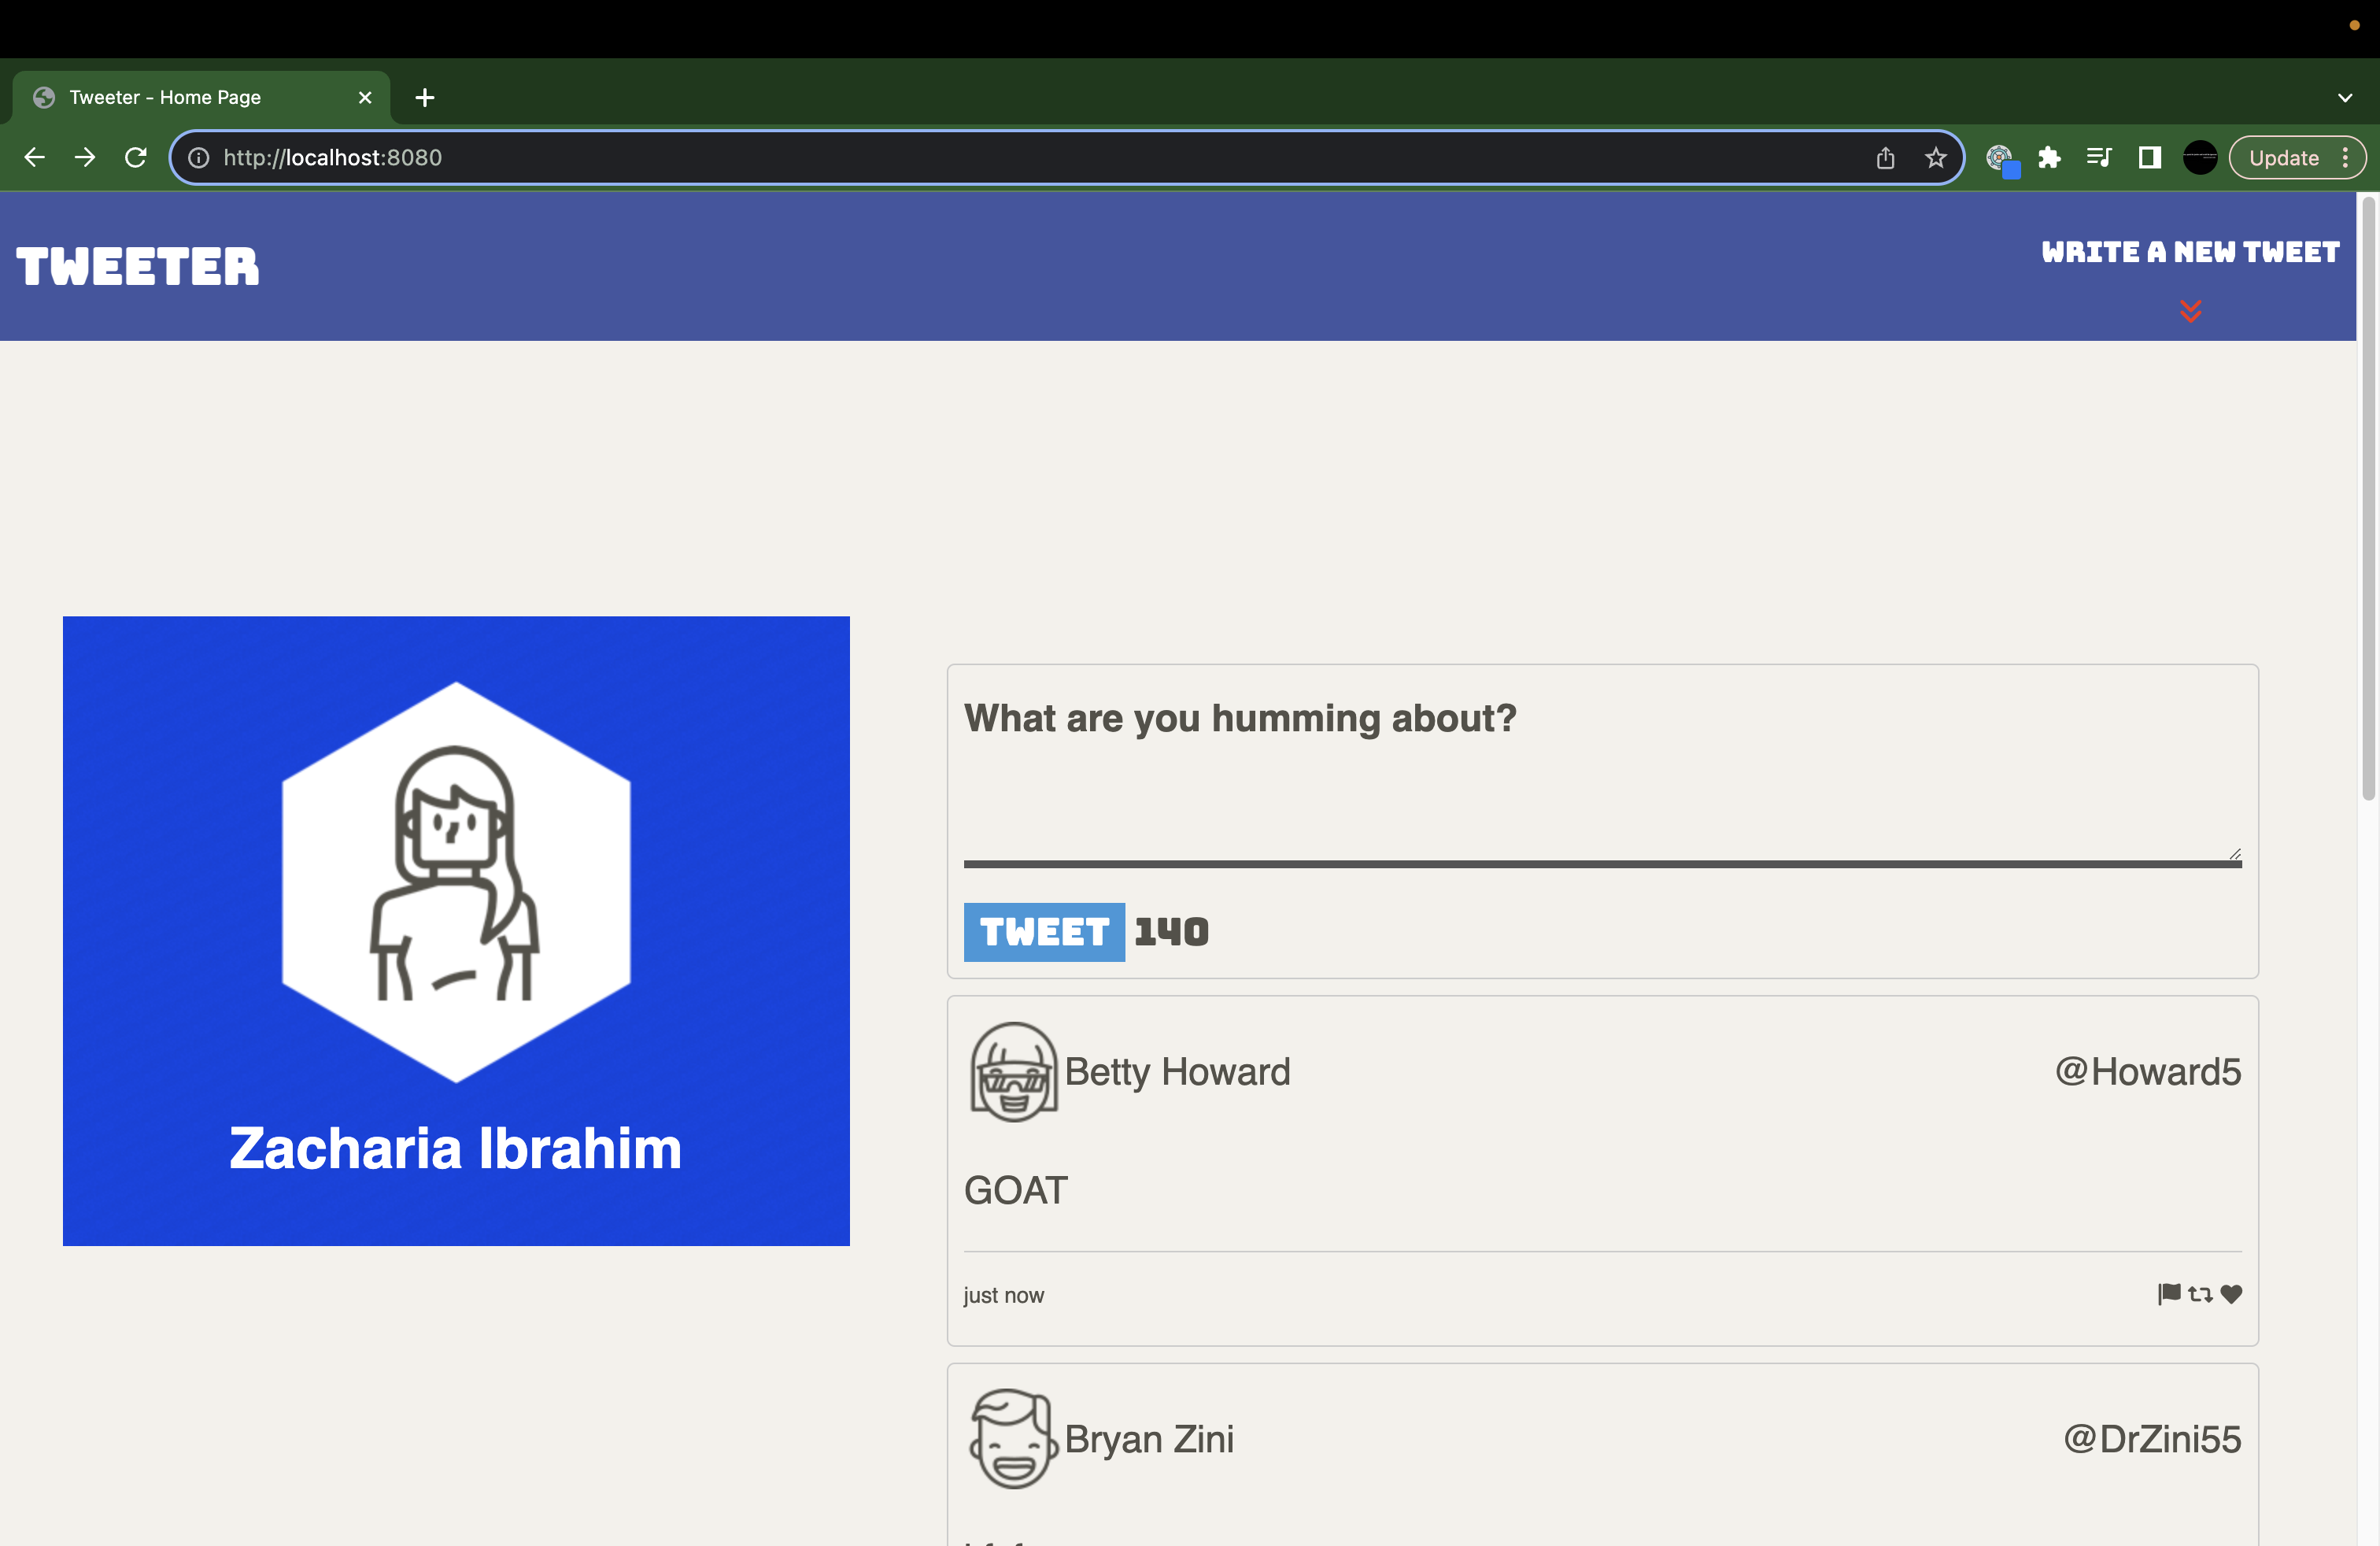 Tweeter - Home Page
http://localhost:8080
Update
TWEETER
WRITE A NEW TWEET
Zacharia Ibrahim
What are you humming about?
TWEET 140
Betty Howard @Howard5
GOAT
just now
Bryan Zini @DrZini55